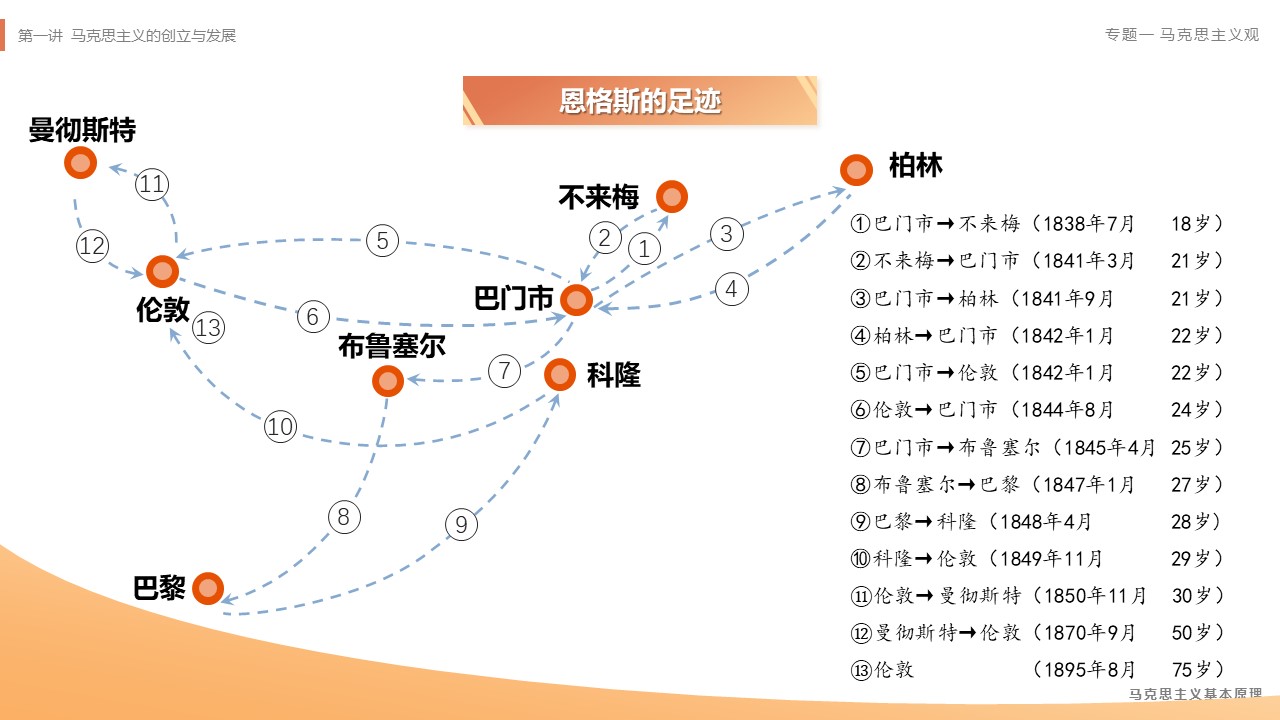 第一讲 马克思主义的创立与发展
专题一 马克思主义观
恩格斯的足迹
曼彻斯特
柏林
不来梅
巴门市
伦敦
布鲁塞尔
科隆
巴黎
⑪
⑫
⑤
②
①
③
④
⑥
⑬
⑦
⑩
⑧
⑨
①巴门市→不来梅（1838年7月 18岁）
②不来梅→巴门市（1841年3月 21岁）
③巴门市→柏林（1841年9月 21岁）
④柏林→巴门市（1842年1月 22岁）
⑤巴门市→伦敦（1842年1月 22岁）
⑥伦敦→巴门市（1844年8月 24岁）
⑦巴门市→布鲁塞尔（1845年4月 25岁）
⑧布鲁塞尔→巴黎（1847年1月 27岁）
⑨巴黎→科隆（1848年4月 28岁）
⑩科隆→伦敦（1849年11月 29岁）
⑪伦敦→曼彻斯特（1850年11月 30岁）
⑫曼彻斯特→伦敦（1870年9月 50岁）
⑬伦敦 （1895年8月 75岁）
马克思主义基本原理